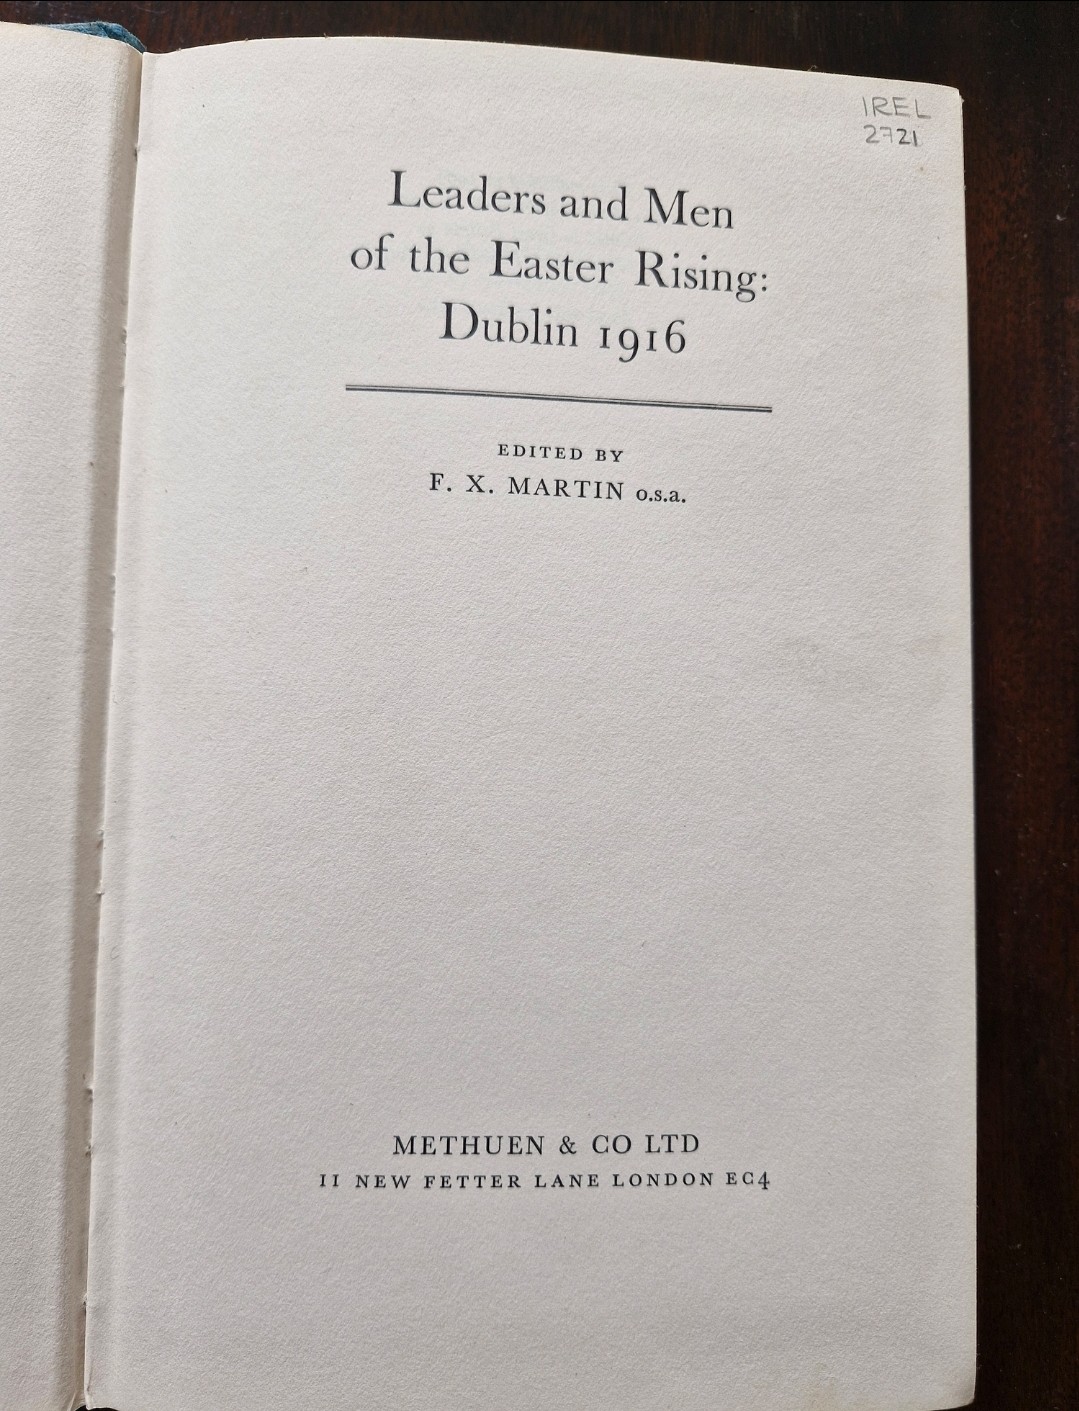 IREL
2721
Leaders and Men
of the Easter Rising:
Dublin 1916
EDITED BY
F. X. MARTIN o.s.a.
METHUEN & CO LTD
11 NEW FETTER LANE LONDON EC4